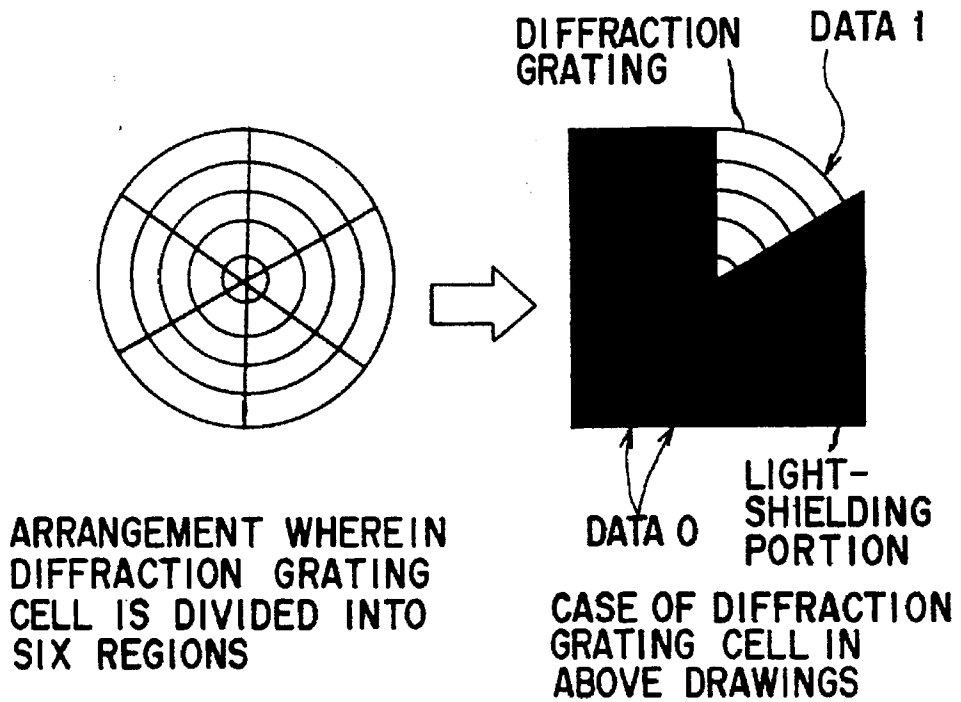 DIFFRACTION
GRATING
DATA 1
DATA 0
LIGHT-
SHIELDING
PORTION
ARRANGEMENT WHEREIN
DIFFRACTION GRATING
CELL IS DIVIDED INTO
SIX REGIONS
CASE OF DIFFRACTION
GRATING CELL IN
ABOVE DRAWINGS